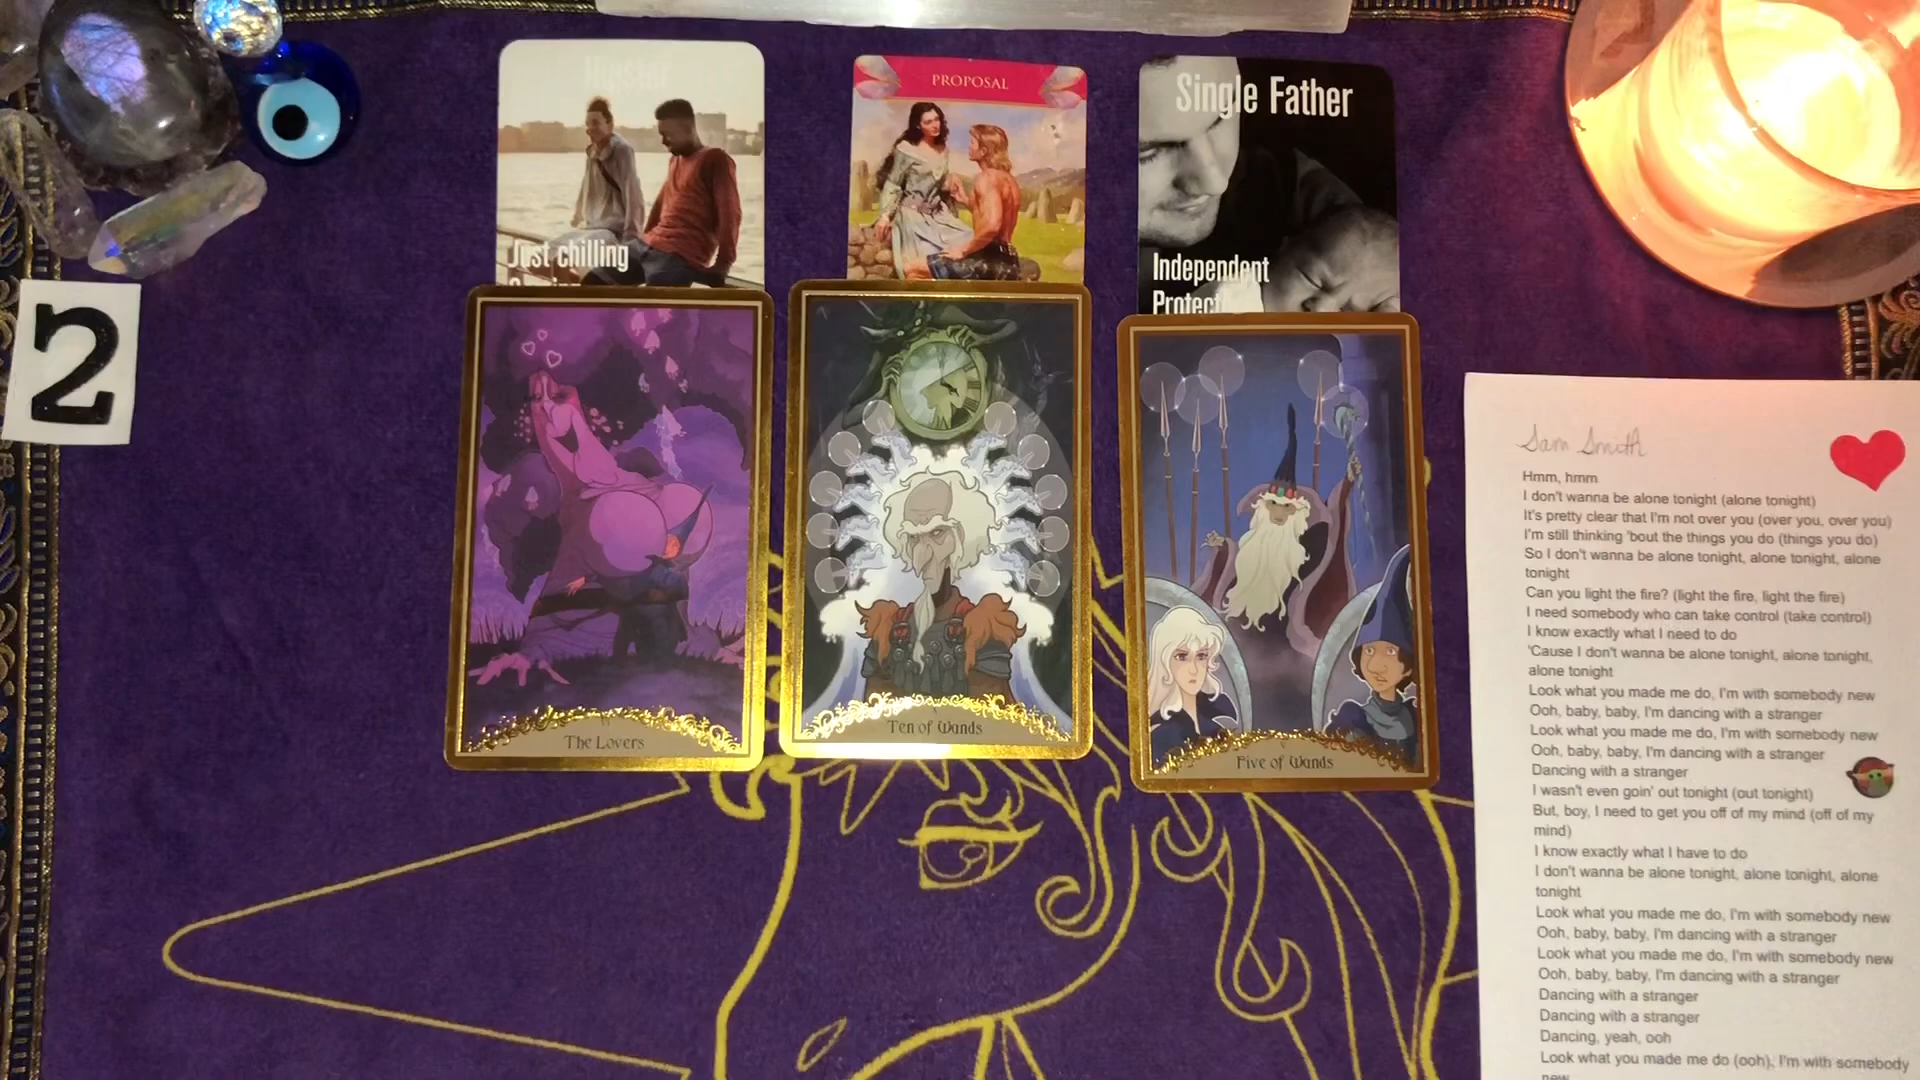 Hipster
Just chilling
PROPOSAL
Single Father
Independent
Protect
2
VI
The Lovers
X
Ten of Wands
V
Five of Wands
Sam Smith
Hmm, hmm
I don't wanna be alone tonight (alone tonight)
It's pretty clear that I'm not over you (over you, over you)
I'm still thinking 'bout the things you do (things you do)
So I don't wanna be alone tonight, alone tonight, alone
tonight
Can you light the fire? (light the fire, light the fire)
I need somebody who can take control (take control)
I know exactly what I need to do
'Cause I don't wanna be alone tonight, alone tonight,
alone tonight
Look what you made me do, I'm with somebody new
Ooh, baby, baby, I'm dancing with a stranger
Look what you made me do, I'm with somebody new
Ooh, baby, baby, I'm dancing with a stranger
Dancing with a stranger
I wasn't even goin' out tonight (out tonight)
But, boy, I need to get you off of my mind (off of my
mind)
I know exactly what I have to do
I don't wanna be alone tonight, alone tonight, alone
tonight
Look what you made me do, I'm with somebody new
Ooh, baby, baby, I'm dancing with a stranger
Look what you made me do, I'm with somebody new
Ooh, baby, baby, I'm dancing with a stranger
Dancing with a stranger
Dancing with a stranger
Dancing, yeah, ooh
Look what you made me do (ooh), I'm with somebody
new